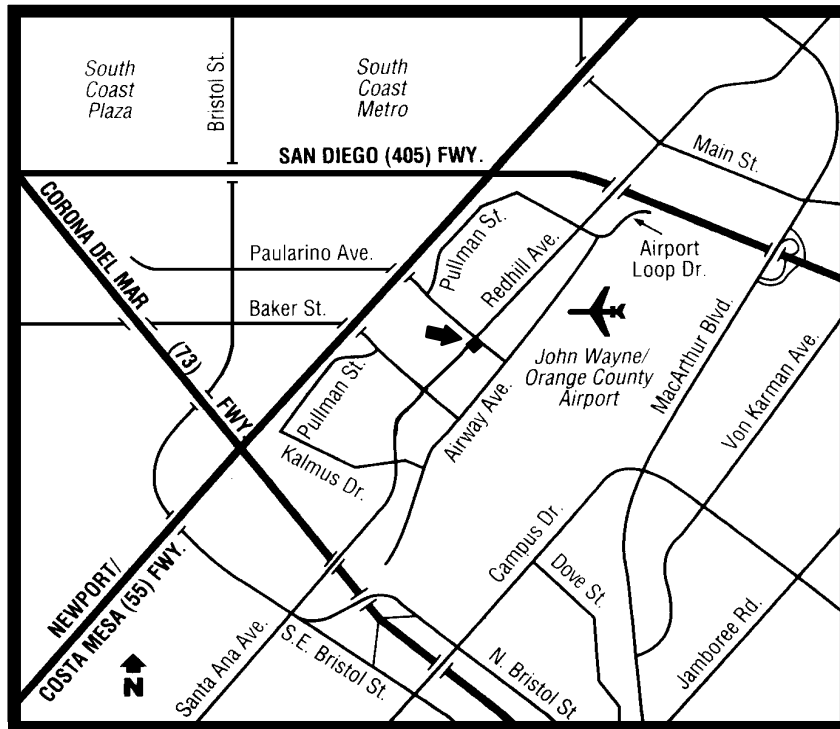 South
Coast
Plaza
Bristol St.
South
Coast
Metro
SAN DIEGO (405) FWY.
Main St.
CORONA DEL MAR
(73)
FWY.
Paularino Ave.
Pullman St.
Redhill Ave.
Airport
Loop Dr.
Baker St.
John Wayne/
Orange County
Airport
MacArthur Blvd.
Von Karman Ave.
Pullman St.
Airway Ave.
Kalmus Dr.
Campus Dr.
Dove St.
NEWPORT/
COSTA MESA (55) FWY.
N
Santa Ana Ave.
S.E. Bristol St.
N. Bristol St
Jamboree Rd.